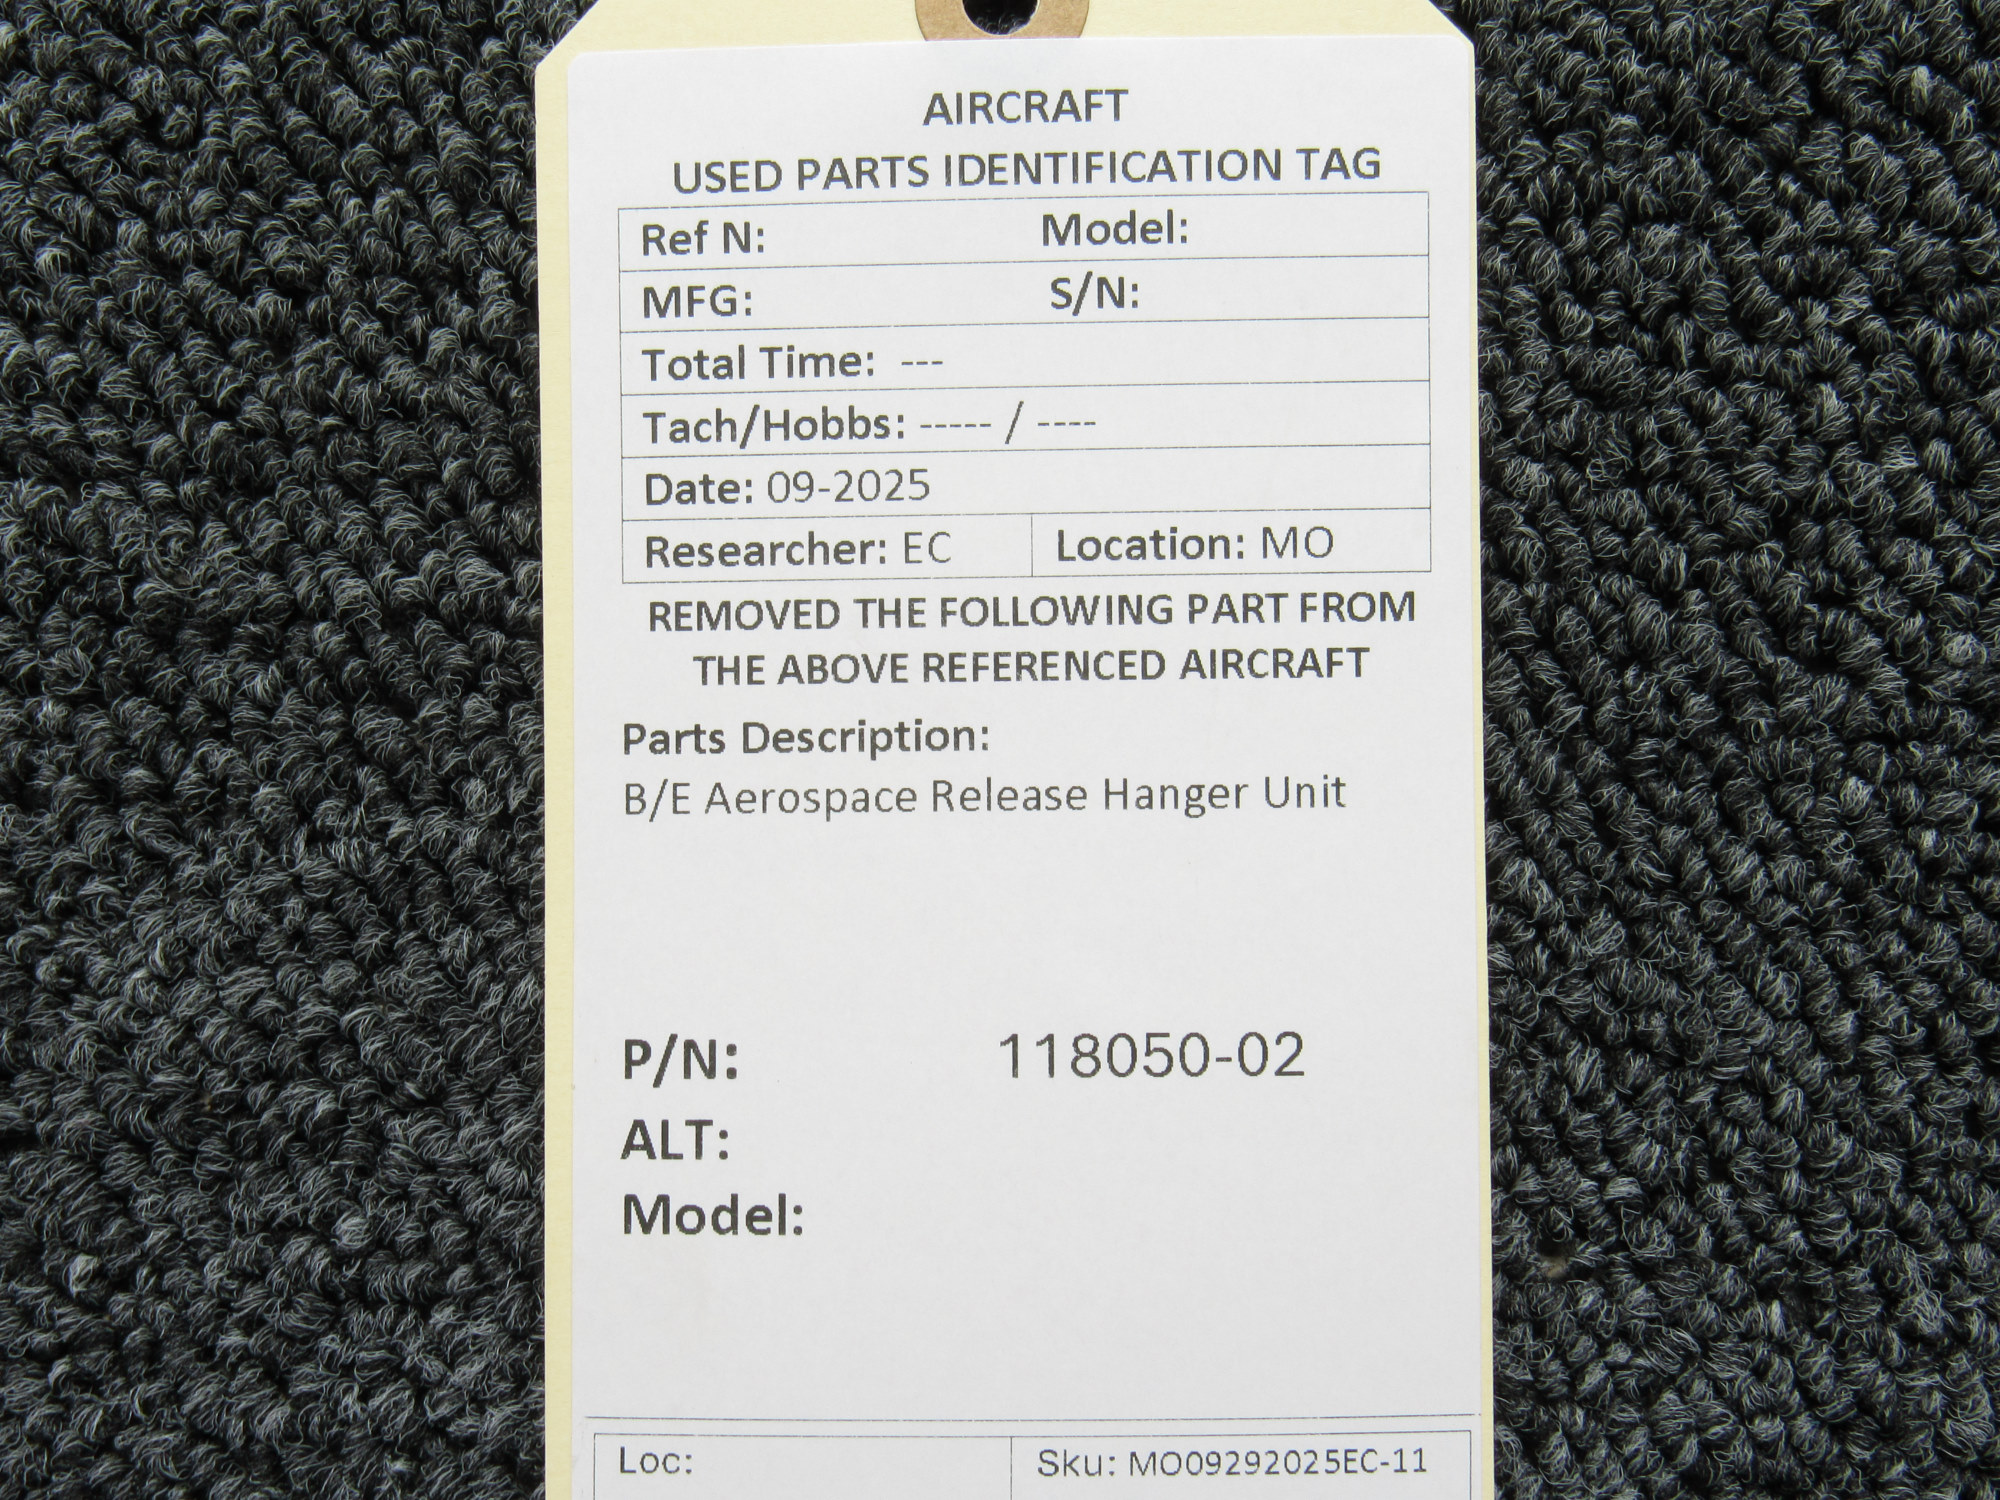 AIRCRAFT
USED PARTS IDENTIFICATION TAG
Ref N: Model:
MFG: S/N:
Total Time: ---
Tach/Hobbs: ----- / ----
Date: 09-2025
Researcher: EC Location: MO
REMOVED THE FOLLOWING PART FROM
THE ABOVE REFERENCED AIRCRAFT
Parts Description:
B/E Aerospace Release Hanger Unit
P/N: 118050-02
ALT:
Model:
Loc: Sku: MO09292025EC-11